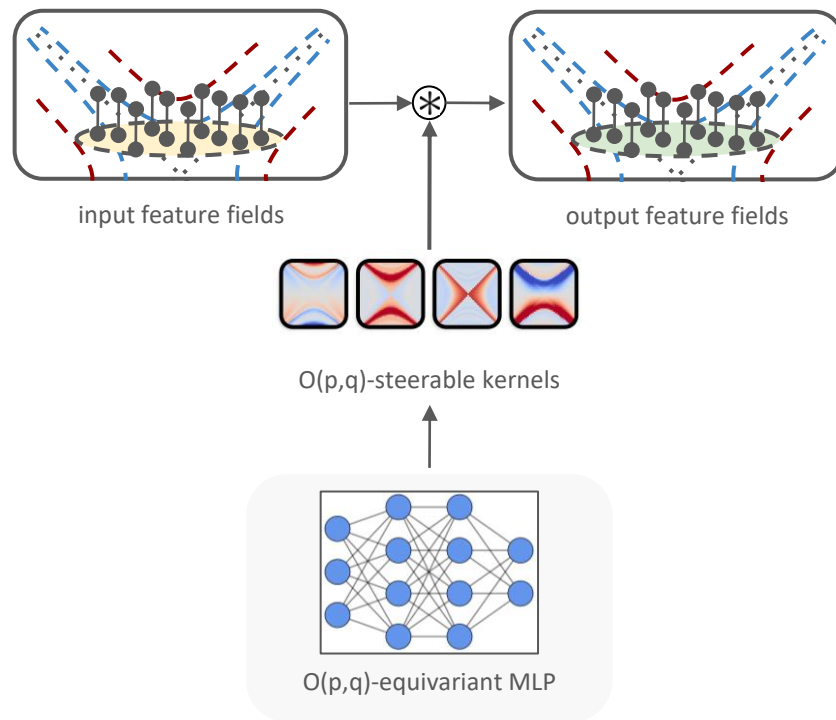 input feature fields
output feature fields
O(p,q)-steerable kernels
O(p,q)-equivariant MLP